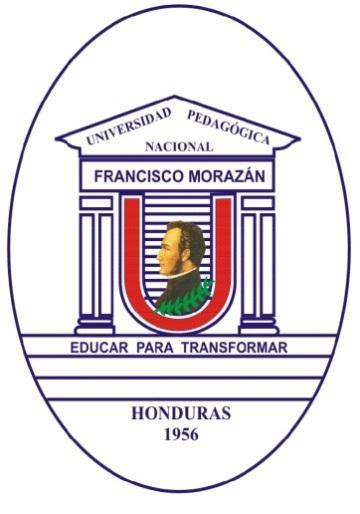 UNIVERSIDAD PEDAGÓGICA
NACIONAL
FRANCISCO MORAZÁN
EDUCAR PARA TRANSFORMAR
HONDURAS
1956